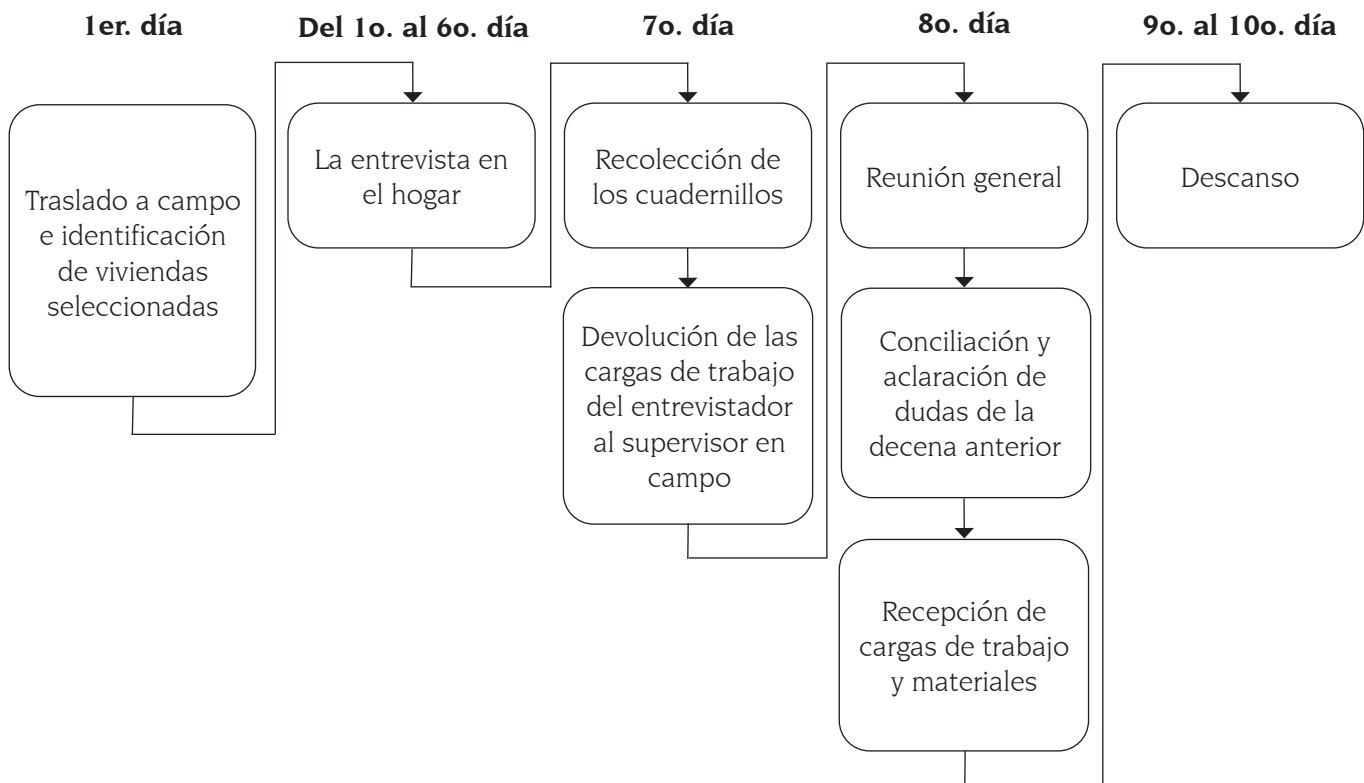 1er. día
Del 1o. al 6o. día
7o. día
8o. día
9o. al 10o. día
Traslado a campo
e identificación
de viviendas
seleccionadas
La entrevista en
el hogar
Recolección de
los cuadernillos
Devolución de las
cargas de trabajo
del entrevistador
al supervisor en
campo
Reunión general
Conciliación y
aclaración de
dudas de la
decena anterior
Recepción de
cargas de trabajo
y materiales
Descanso